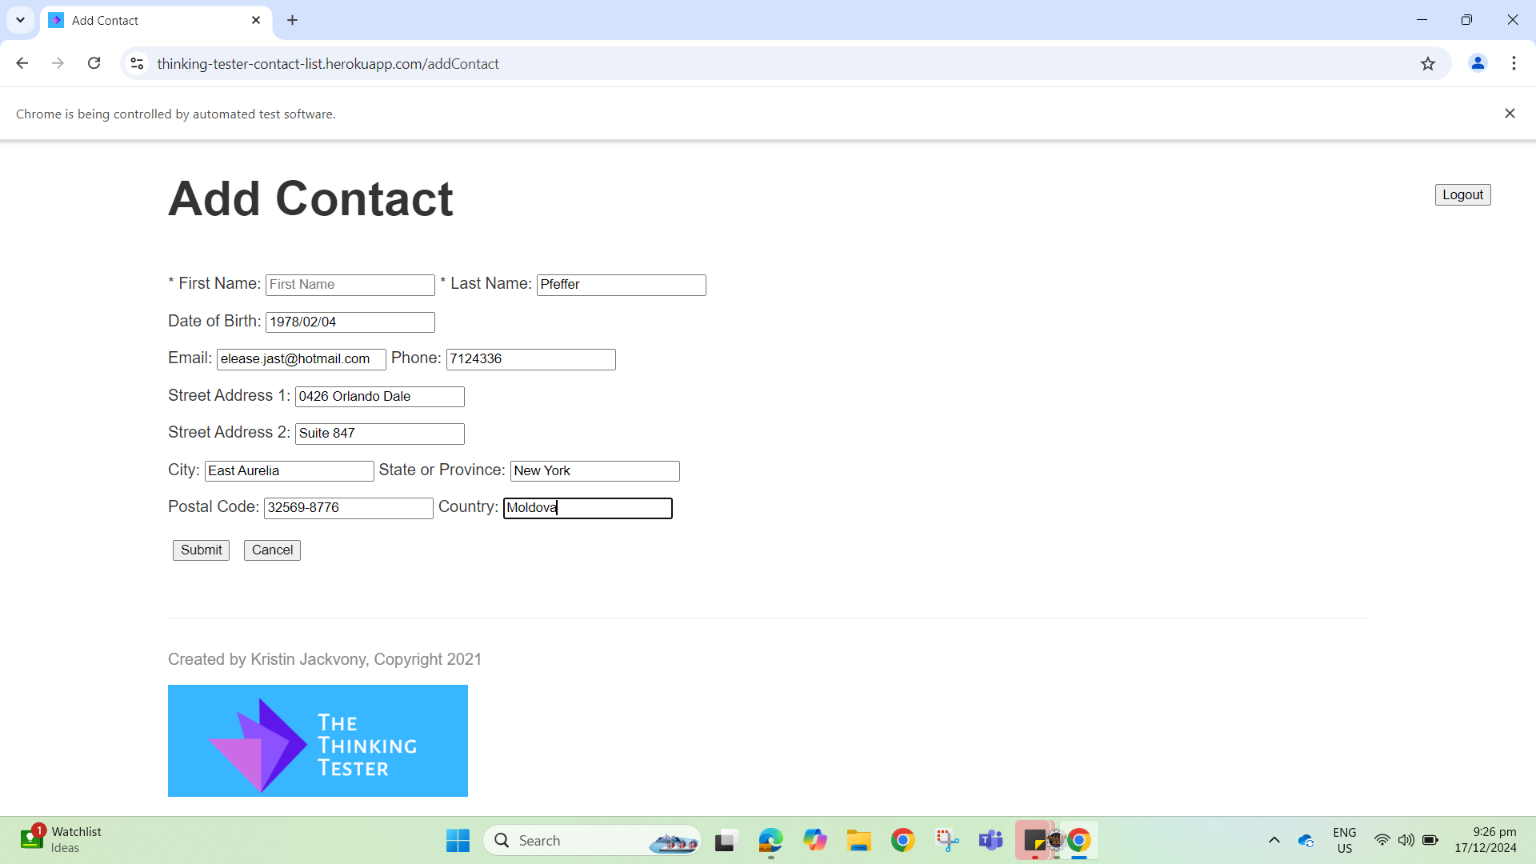 Add Contact
thinking-tester-contact-list.herokuapp.com/addContact
Chrome is being controlled by automated test software.
Add Contact
Logout
* First Name: First Name * Last Name: Pfeffer
Date of Birth: 1978/02/04
Email: elease.jast@hotmail.com Phone: 7124336
Street Address 1: 0426 Orlando Dale
Street Address 2: Suite 847
City: East Aurelia State or Province: New York
Postal Code: 32569-8776 Country: Moldova
Submit Cancel
Created by Kristin Jackvony, Copyright 2021
THE
THINKING
TESTER
1
Watchlist
Ideas
Search
ENG
US
9:26 pm
17/12/2024